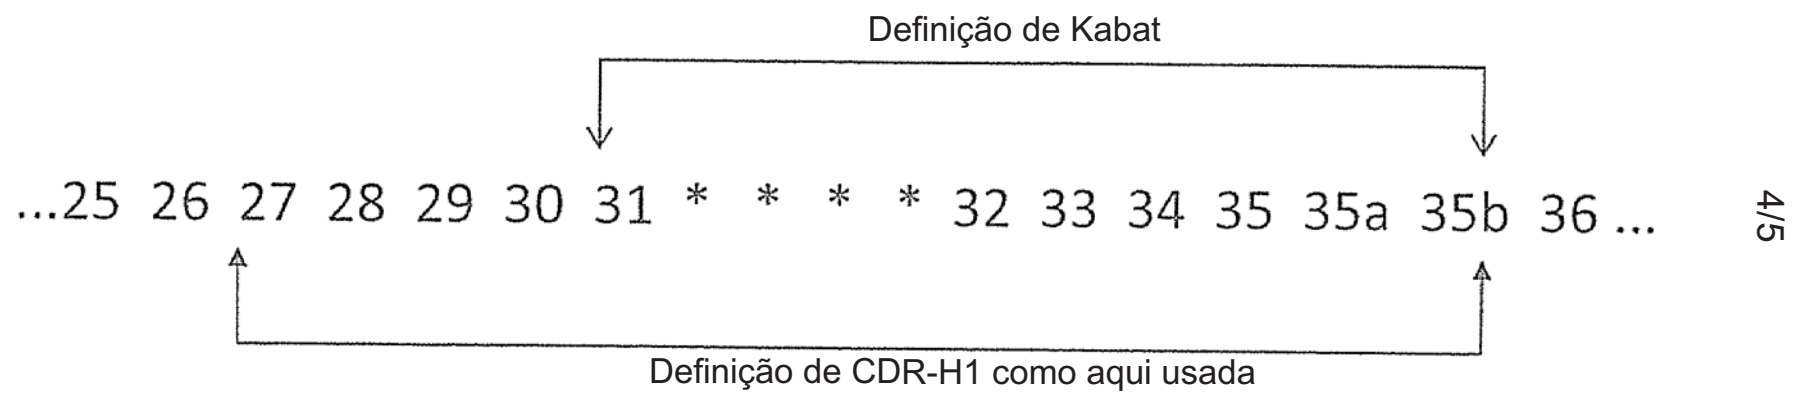 Definição de Kabat
...25 26 27 28 29 30 31 * * * * 32 33 34 35 35a 35b 36 ...
Definição de CDR-H1 como aqui usada
4/5